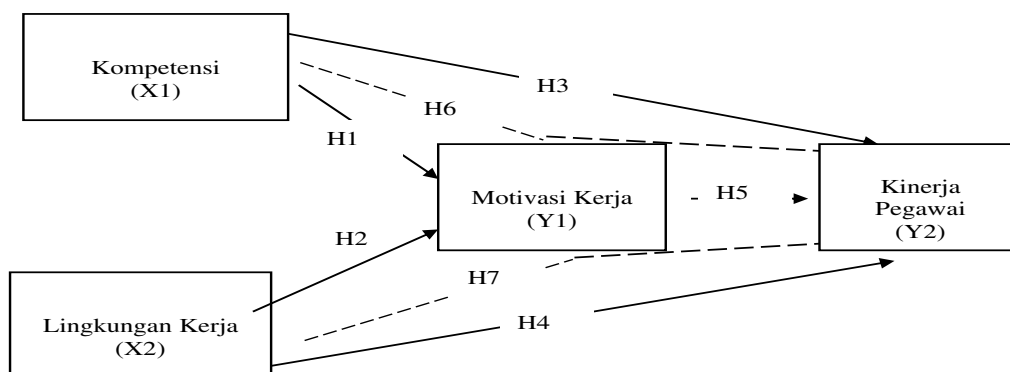 Kompetensi
(X1)
H3
H6
H1
Motivasi Kerja
(Y1)
H5
Kinerja
Pegawai
(Y2)
H2
H7
Lingkungan Kerja
(X2)
H4